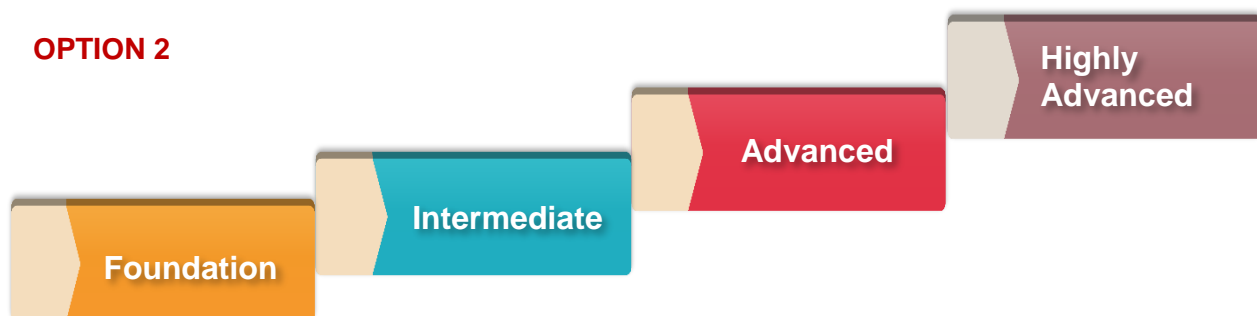 OPTION 2
Foundation
Intermediate
Advanced
Highly
Advanced